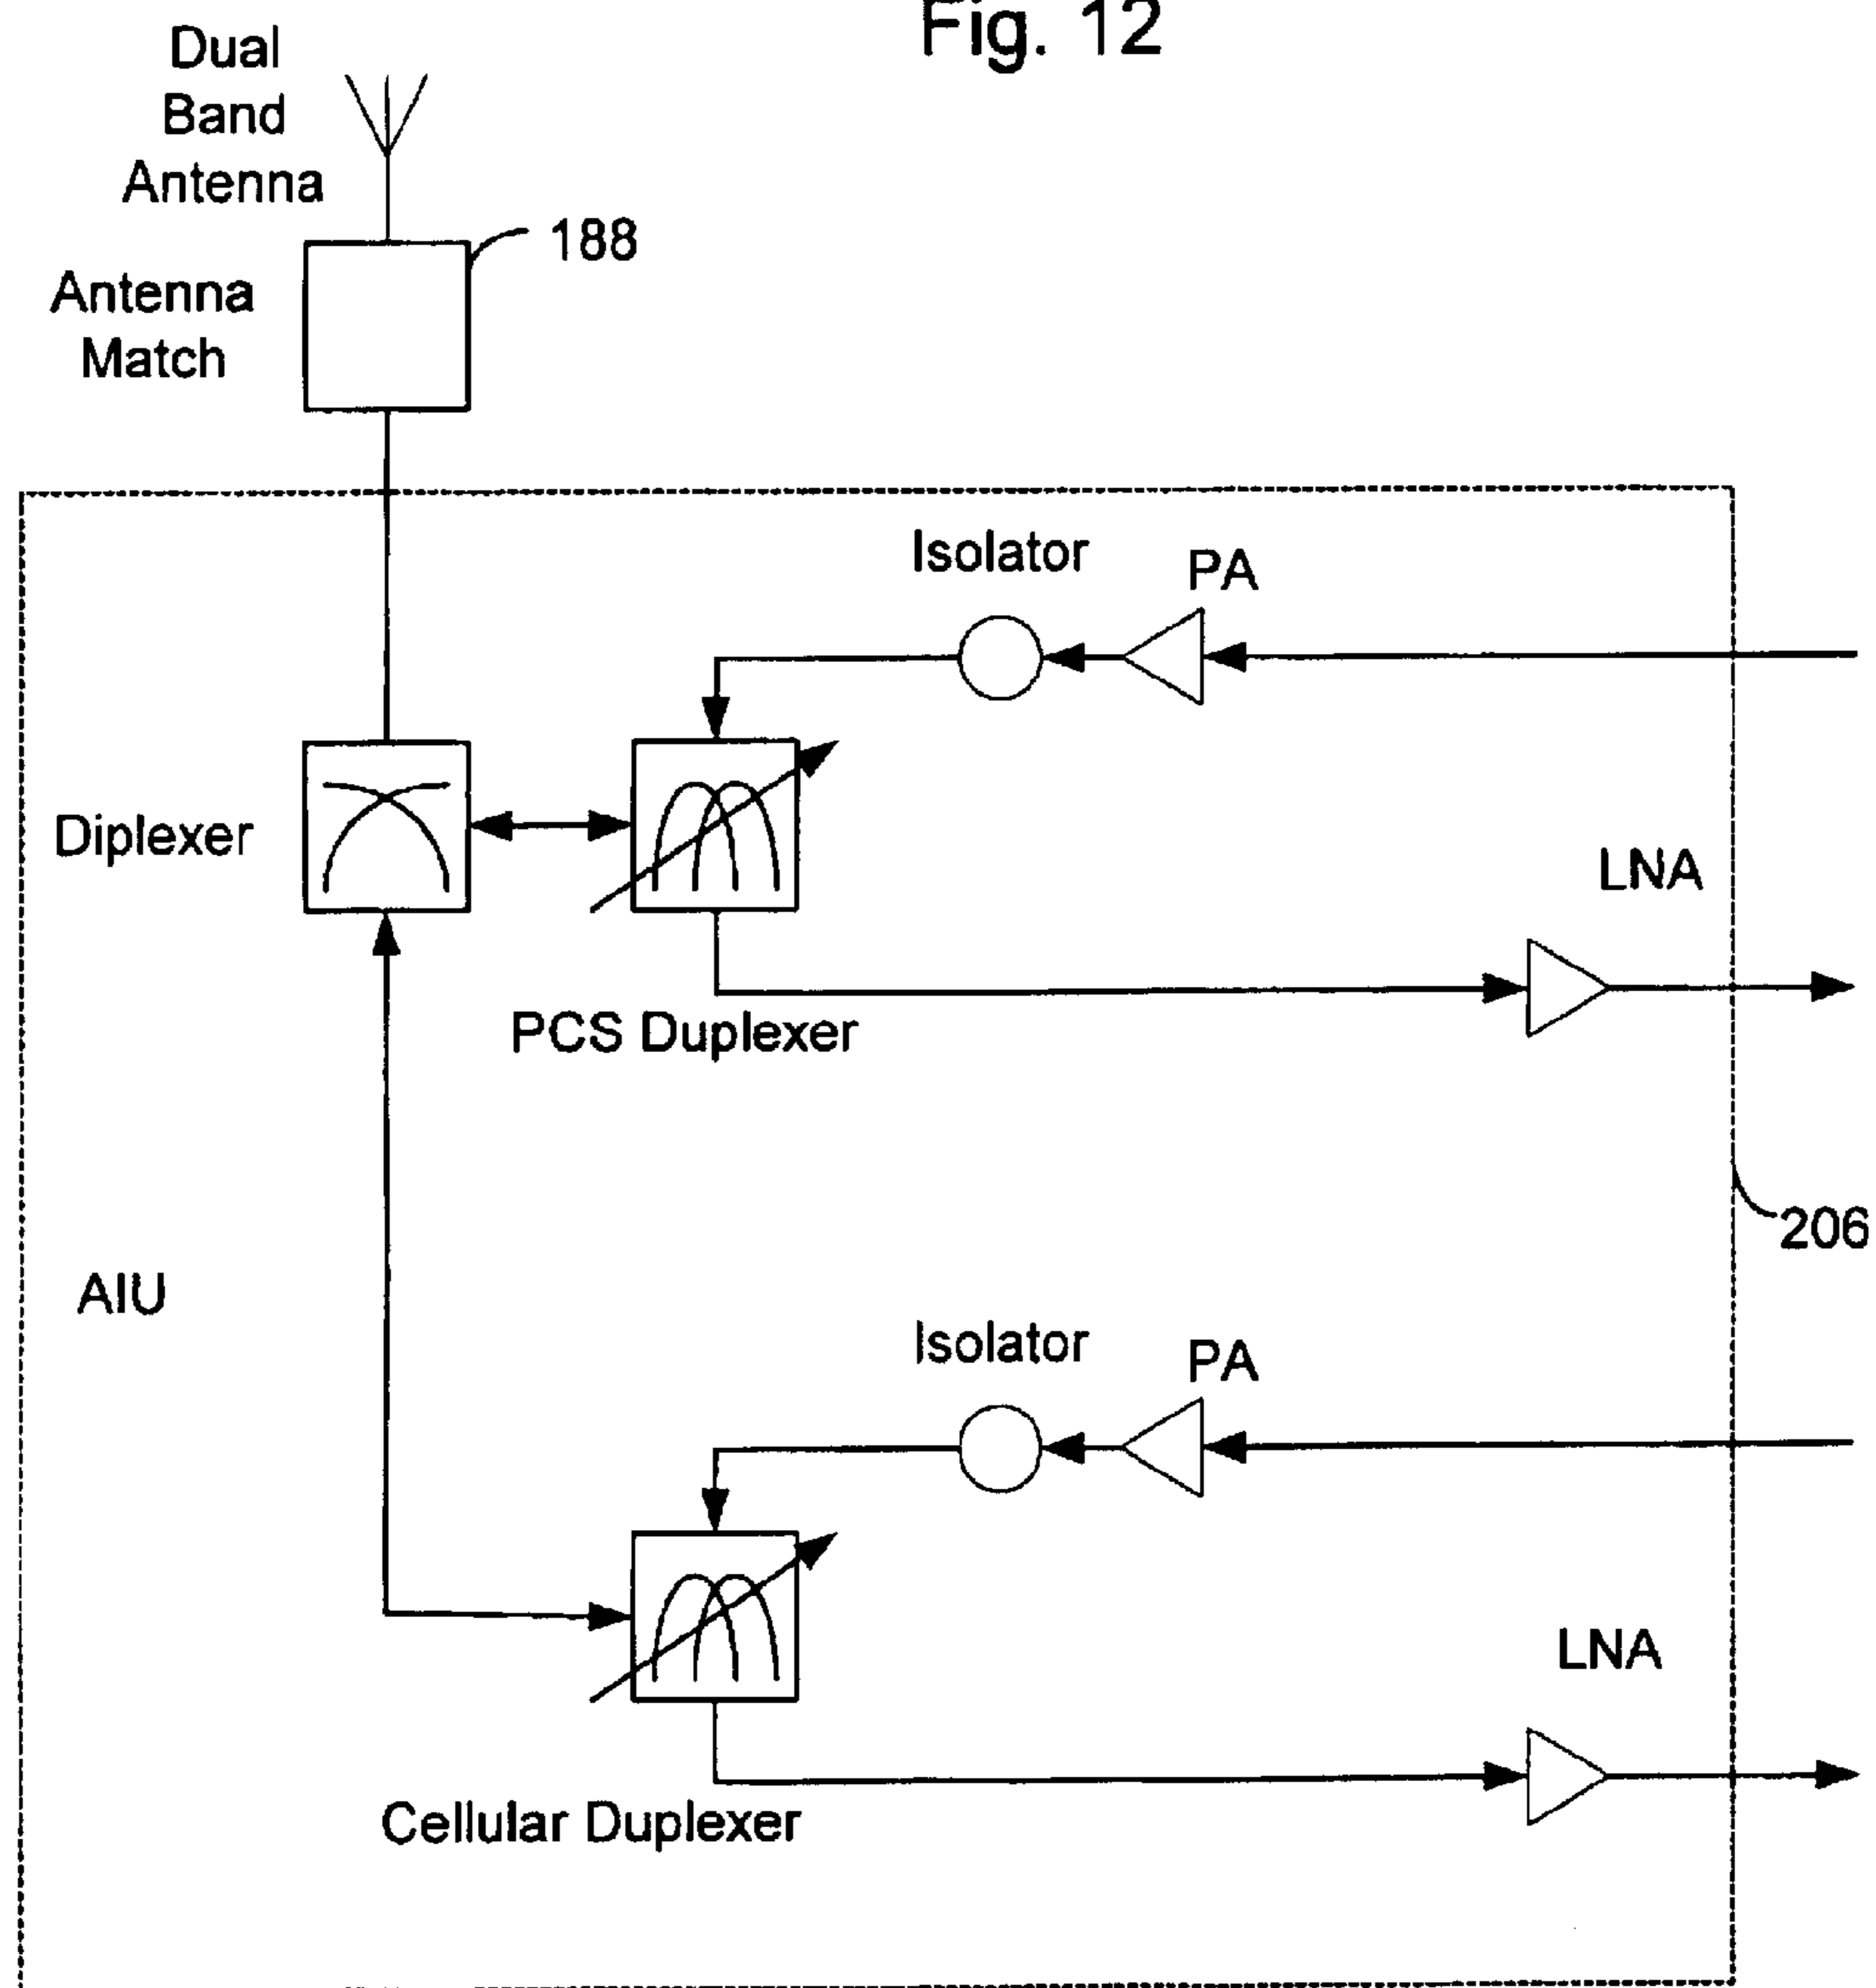 Fig. 12
Dual
Band
Antenna
188
Antenna
Match
Isolator
PA
Diplexer
LNA
PCS Duplexer
206
AIU
Isolator
PA
LNA
Cellular Duplexer